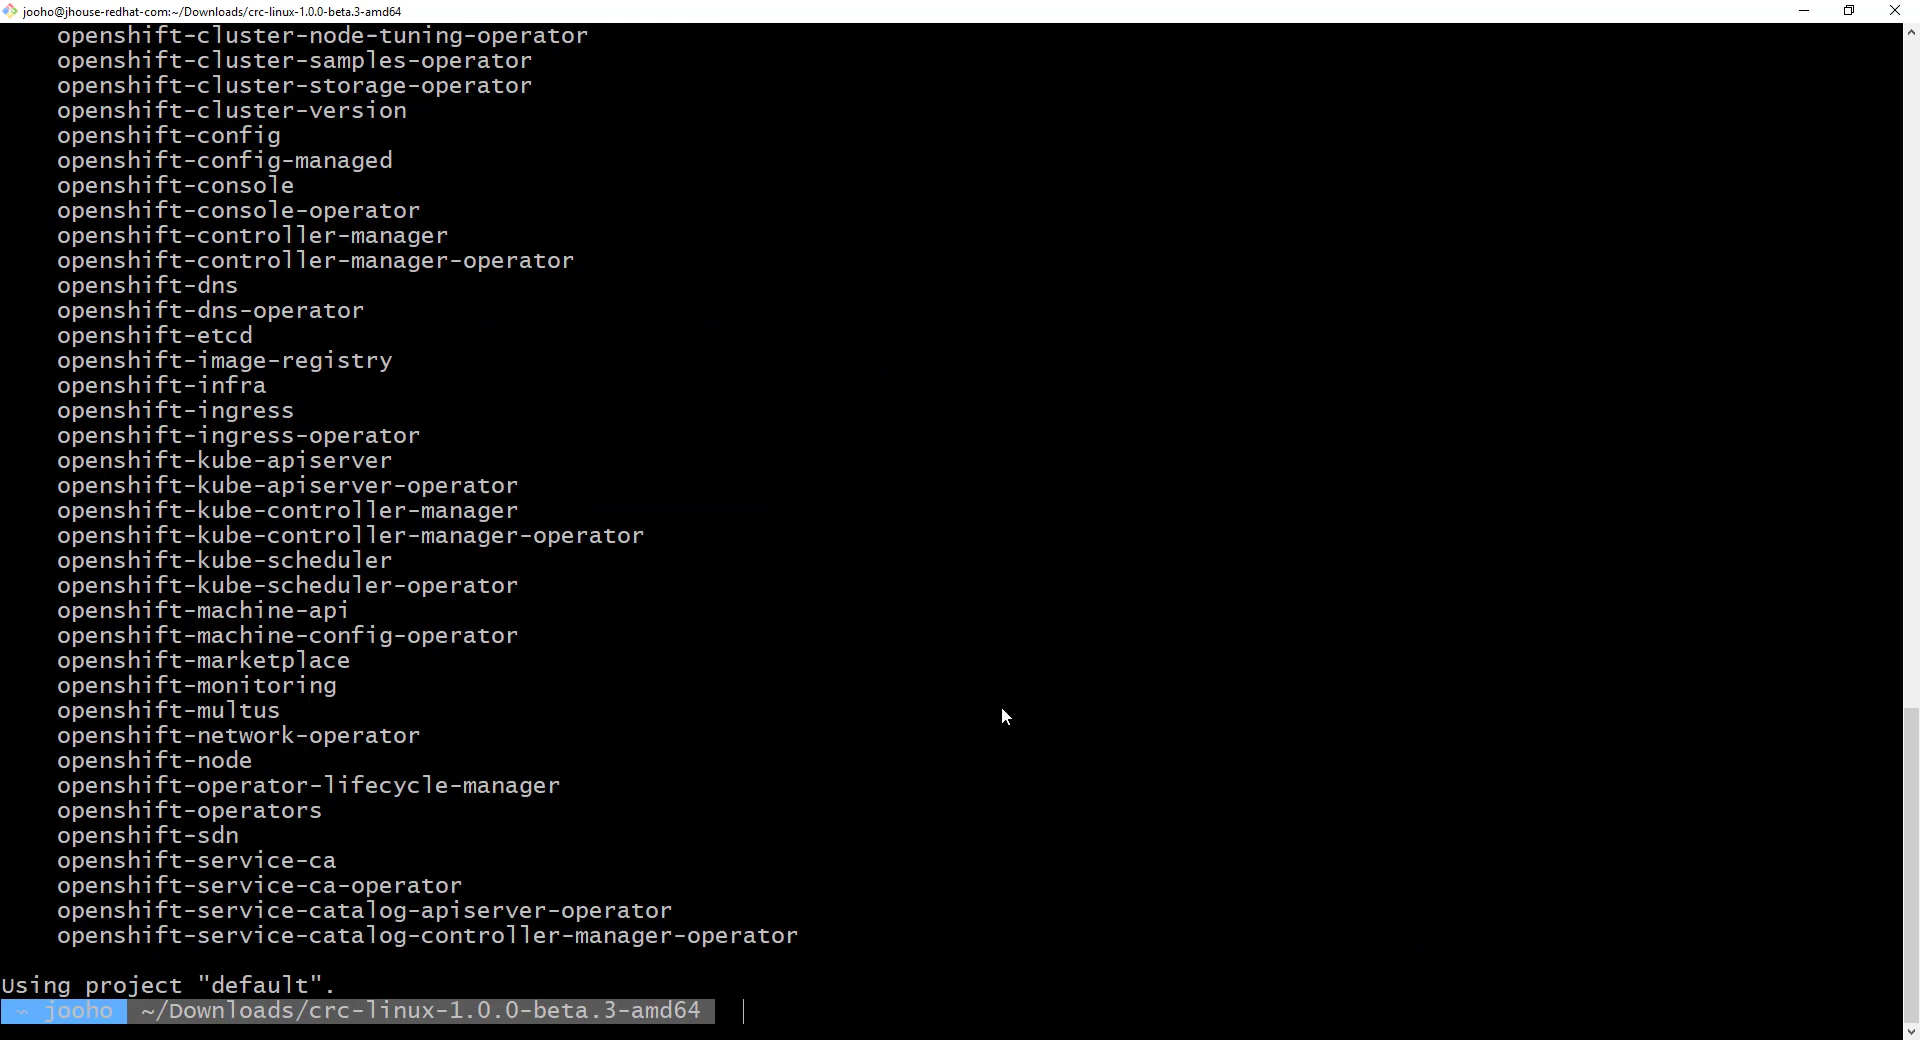 jooho@jhouse-redhat-com:~/Downloads/crc-linux-1.0.0-beta.3-amd64
openshift-cluster-node-tuning-operator
openshift-cluster-samples-operator
openshift-cluster-storage-operator
openshift-cluster-version
openshift-config
openshift-config-managed
openshift-console
openshift-console-operator
openshift-controller-manager
openshift-controller-manager-operator
openshift-dns
openshift-dns-operator
openshift-etcd
openshift-image-registry
openshift-infra
openshift-ingress
openshift-ingress-operator
openshift-kube-apiserver
openshift-kube-apiserver-operator
openshift-kube-controller-manager
openshift-kube-controller-manager-operator
openshift-kube-scheduler
openshift-kube-scheduler-operator
openshift-machine-api
openshift-machine-config-operator
openshift-marketplace
openshift-monitoring
openshift-multus
openshift-network-operator
openshift-node
openshift-operator-lifecycle-manager
openshift-operators
openshift-sdn
openshift-service-ca
openshift-service-ca-operator
openshift-service-catalog-apiserver-operator
openshift-service-catalog-controller-manager-operator
Using project "default".
jooho ~/Downloads/crc-linux-1.0.0-beta.3-amd64